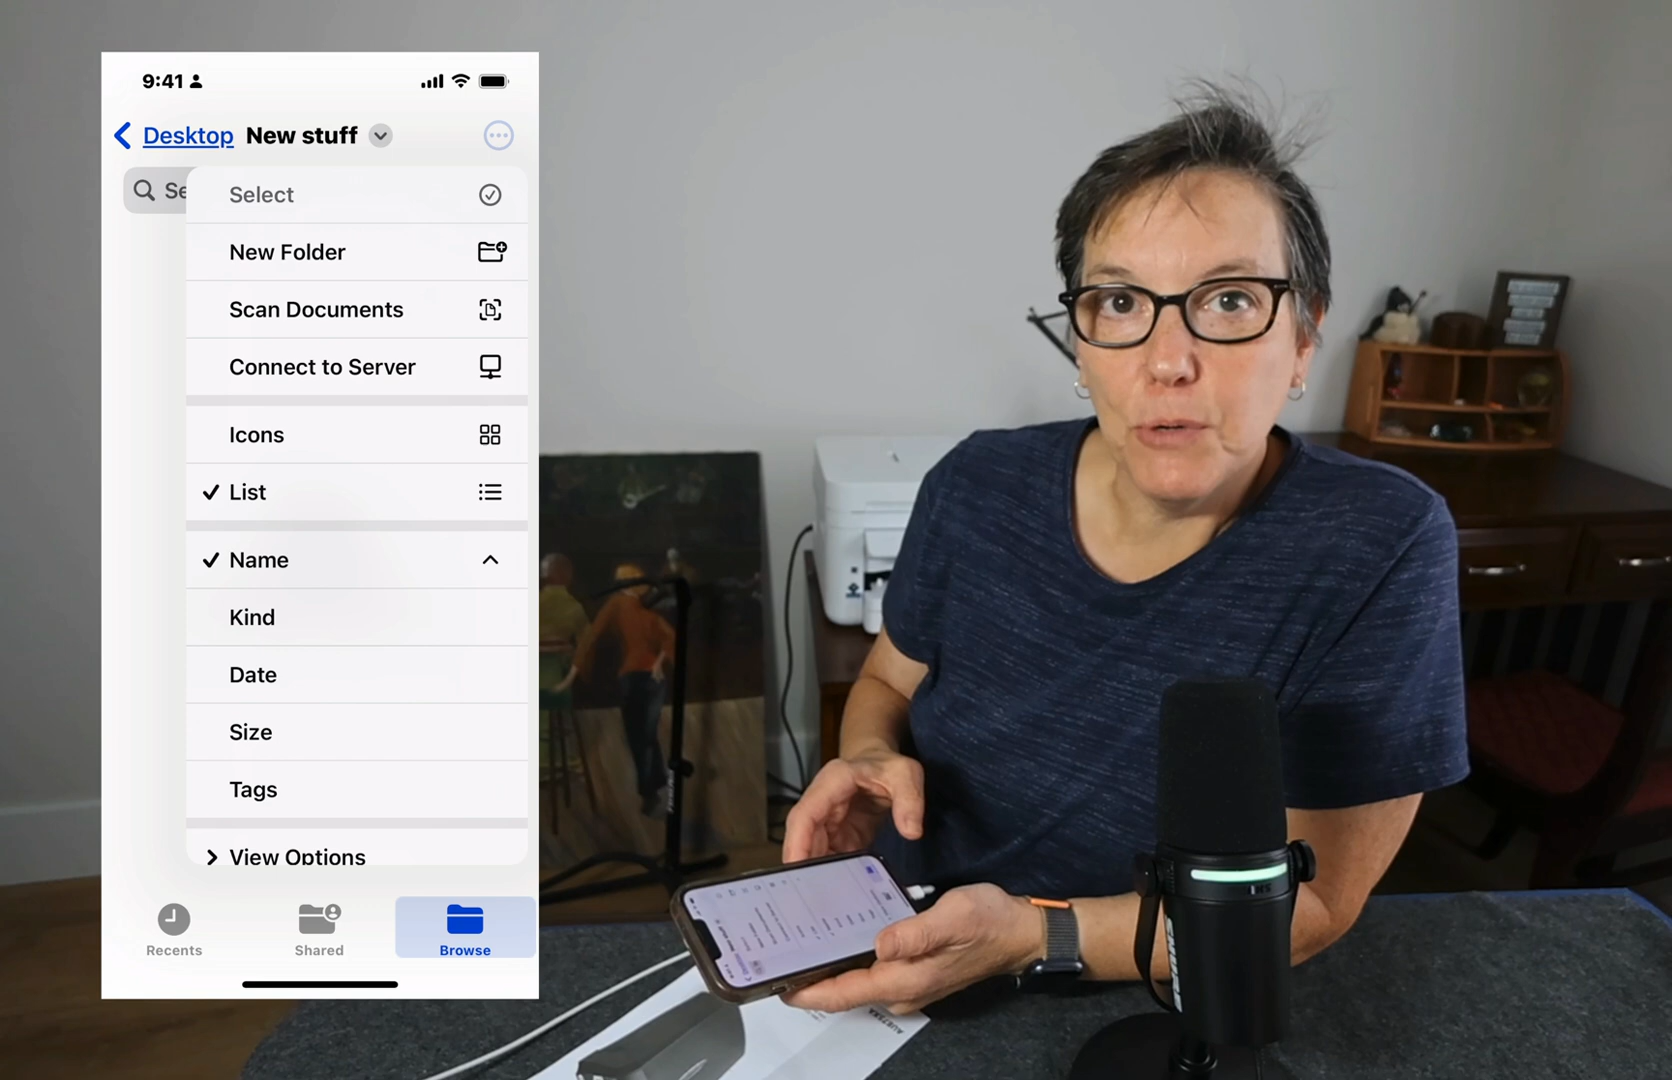 9:41
Desktop New stuff
Se
Select
New Folder
Scan Documents
Connect to Server
Icons
List
Name
Kind
Date
Size
Tags
View Options
Recents
Shared
Browse
SHURE